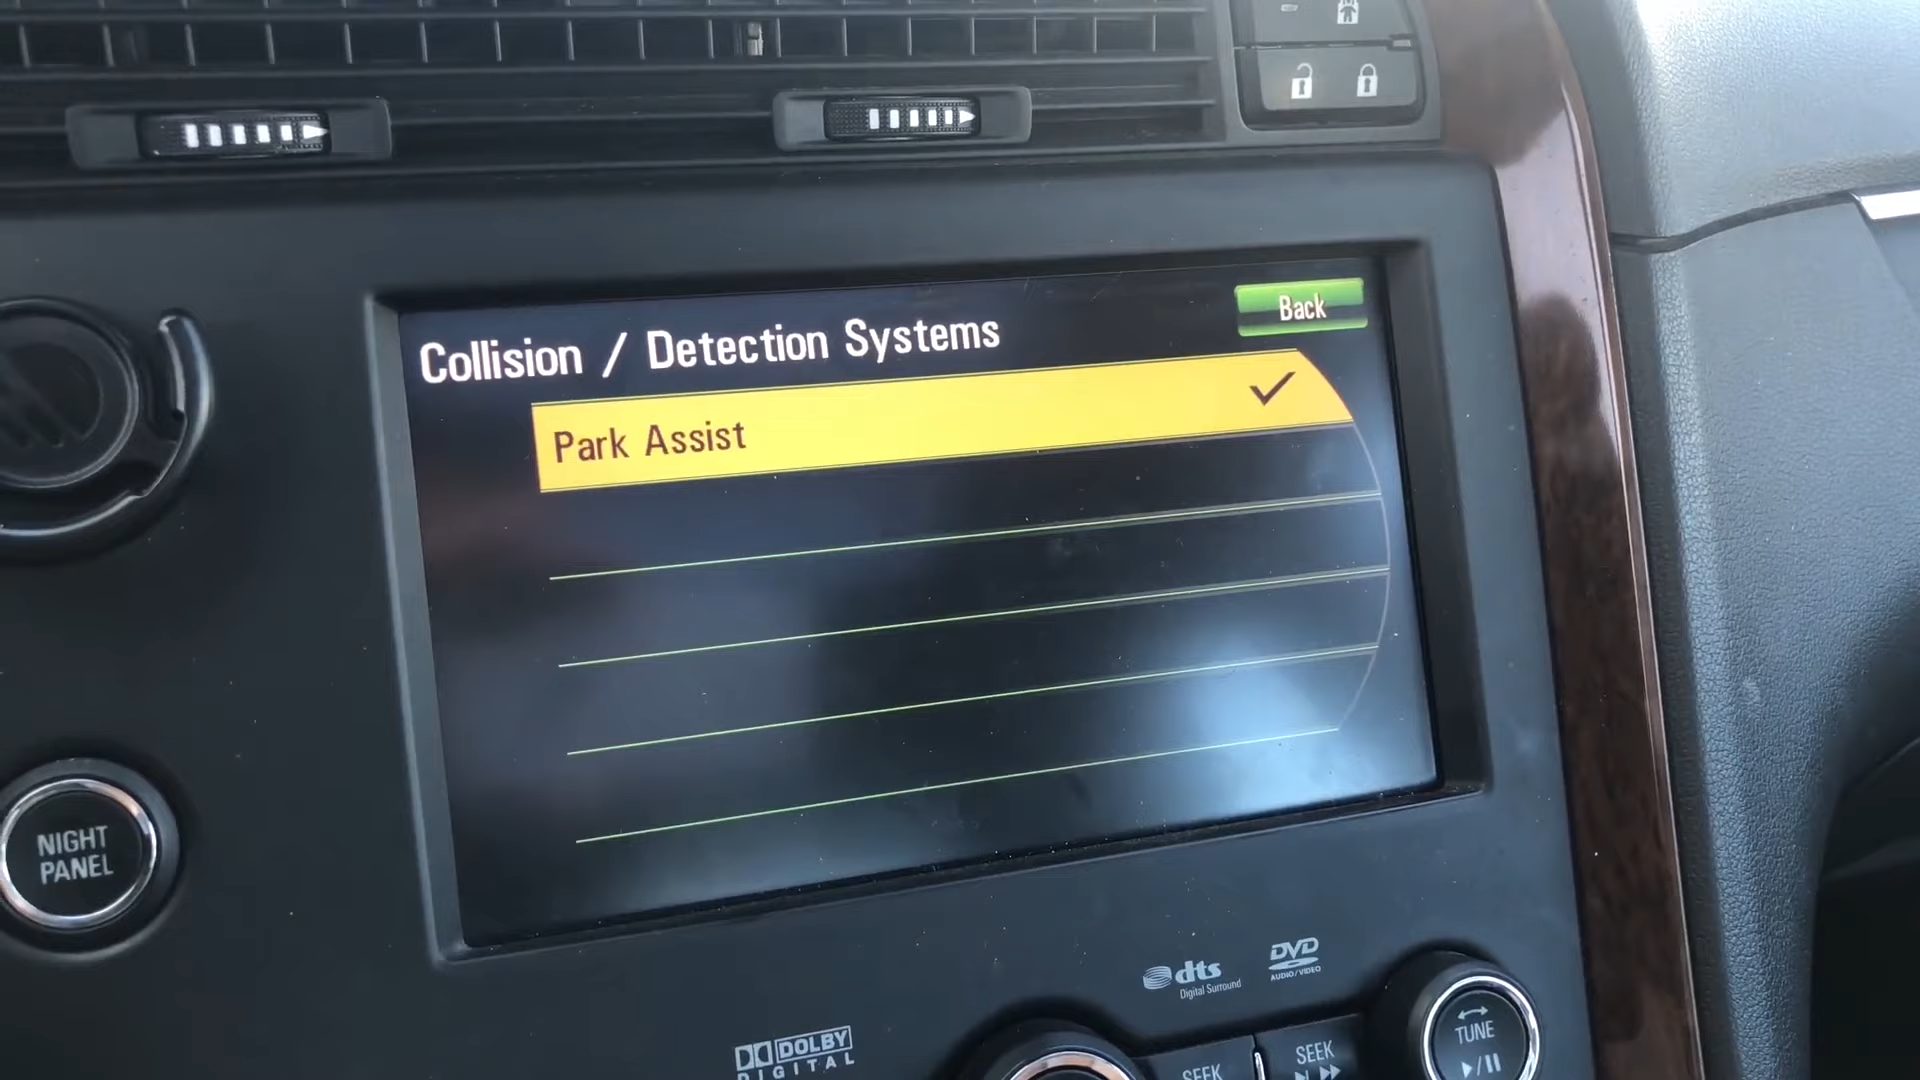 Back
Collision / Detection Systems
Park Assist
NIGHT
PANEL
dts
Digital Surround
DVD
AUDIO/VIDEO
DOLBY
DIGITAL
SEEK
SEEK
TUNE